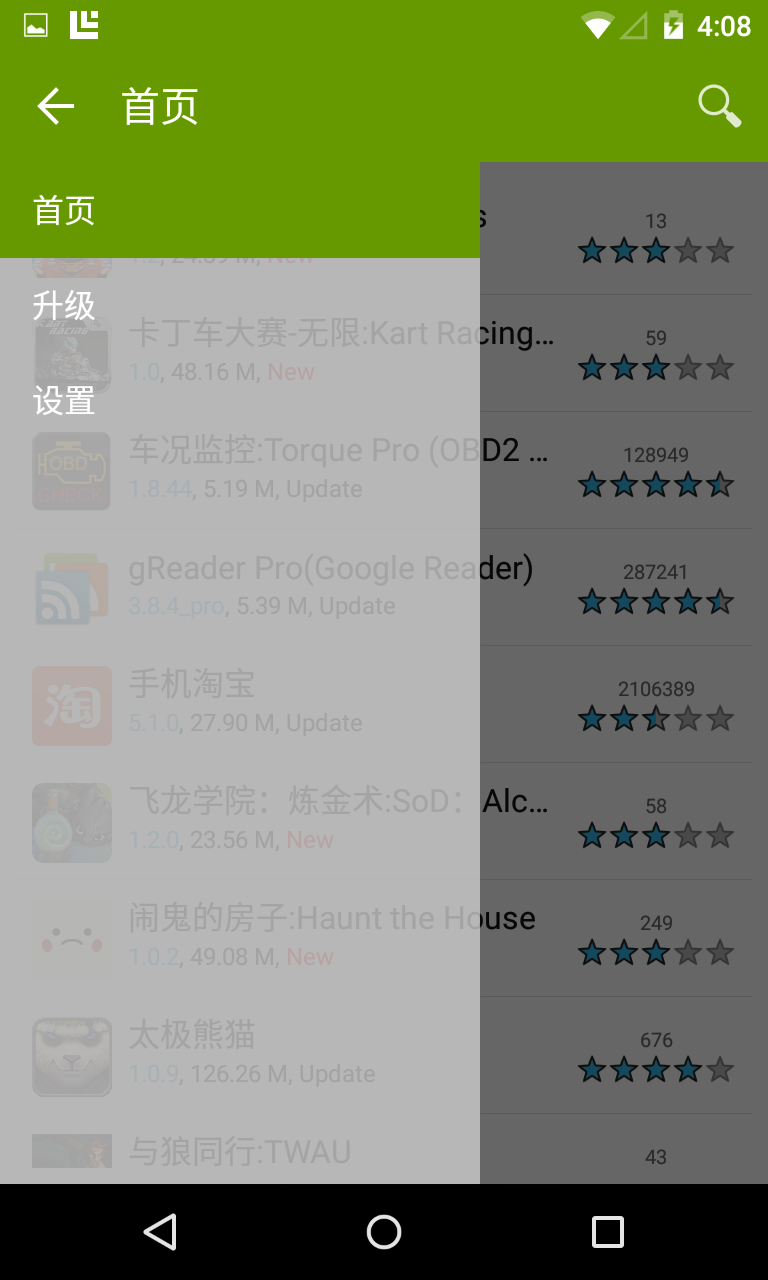 4:08
首页
首页
s
13
1.2, 24.39 M, New
升级
卡丁车大赛-无限:Kart Racing...
59
1.0, 48.16 M, New
设置
车况监控:Torque Pro (OBD2 ...
128949
1.8.44, 5.19 M, Update
gReader Pro(Google Reader)
287241
3.8.4_pro, 5.39 M, Update
手机淘宝
2106389
5.1.0, 27.90 M, Update
飞龙学院：炼金术:SoD：Alc...
58
1.2.0, 23.56 M, New
闹鬼的房子:Haunt the House
249
1.0.2, 49.08 M, New
太极熊猫
676
1.0.9, 126.26 M, Update
与狼同行:TWAU
43